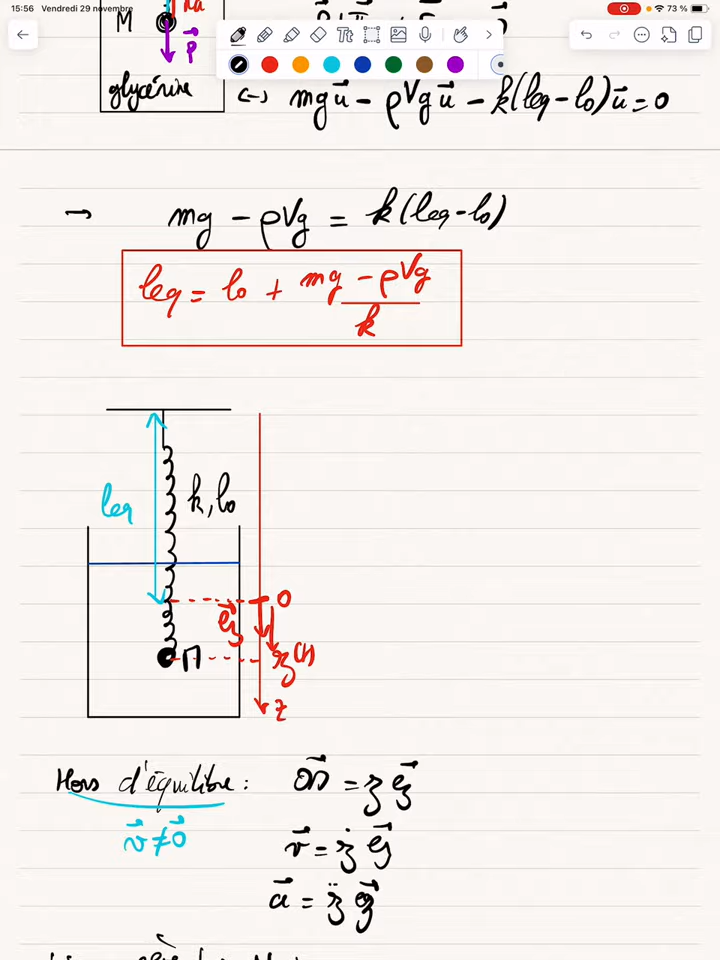 15:56 Vendredi 29 novembre 73 %
M
P⃗
glycérine
⟺ mg u⃗ - ρVg u⃗ - k(leq - l0) u⃗ = 0
→ mg - ρVg = k(leq - l0)
leq = l0 + (mg - ρVg)/k
leq
k, l0
O
e⃗z
M
z(t)
z
Hors d'équilibre : OM⃗ = z e⃗z
v⃗ ≠ 0⃗
v⃗ = ż e⃗z
a⃗ = z̈ e⃗z